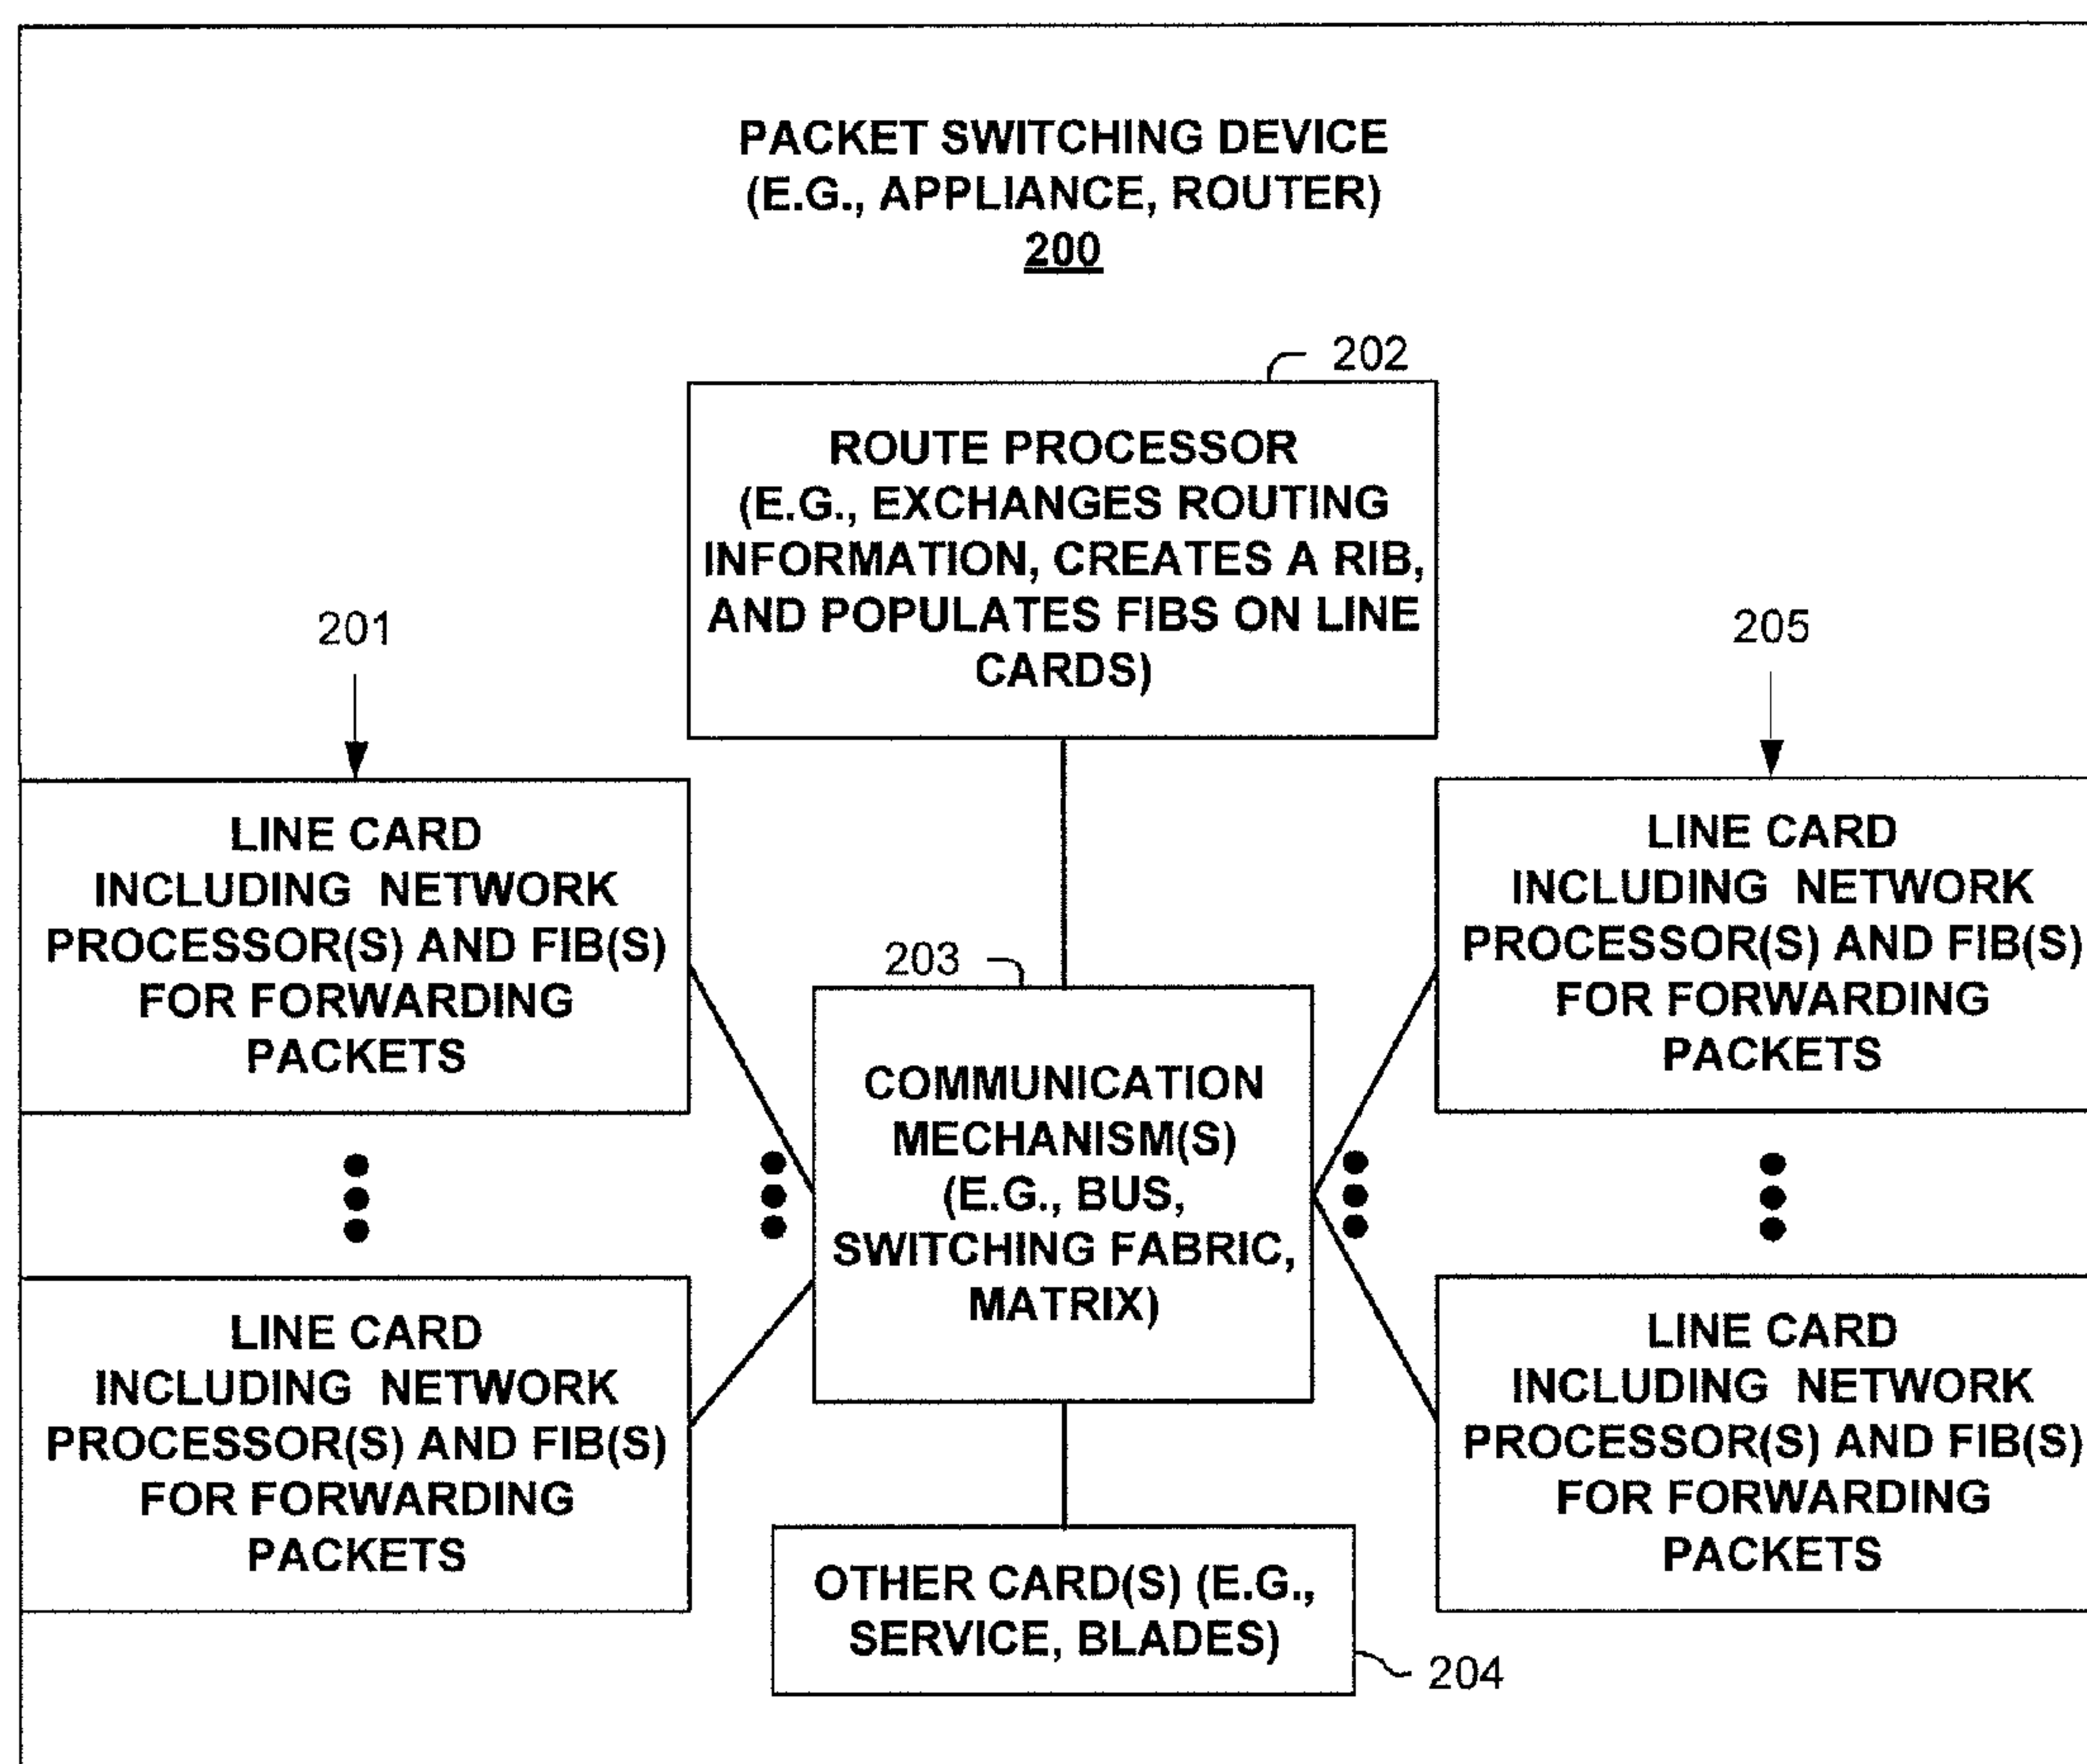 PACKET SWITCHING DEVICE
(E.G., APPLIANCE, ROUTER)
200
202
ROUTE PROCESSOR
(E.G., EXCHANGES ROUTING
INFORMATION, CREATES A RIB,
AND POPULATES FIBS ON LINE
CARDS)
201
LINE CARD
INCLUDING NETWORK
PROCESSOR(S) AND FIB(S)
FOR FORWARDING
PACKETS
205
LINE CARD
INCLUDING NETWORK
PROCESSOR(S) AND FIB(S)
FOR FORWARDING
PACKETS
203
COMMUNICATION
MECHANISM(S)
(E.G., BUS,
SWITCHING FABRIC,
MATRIX)
LINE CARD
INCLUDING NETWORK
PROCESSOR(S) AND FIB(S)
FOR FORWARDING
PACKETS
LINE CARD
INCLUDING NETWORK
PROCESSOR(S) AND FIB(S)
FOR FORWARDING
PACKETS
OTHER CARD(S) (E.G.,
SERVICE, BLADES)
204